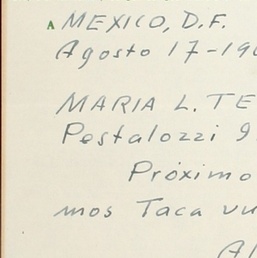 A MEXICO, D.F.
Agosto 17-19
MARIA L. TE
Pestalozzi 9
Próximo
mos Taca vu